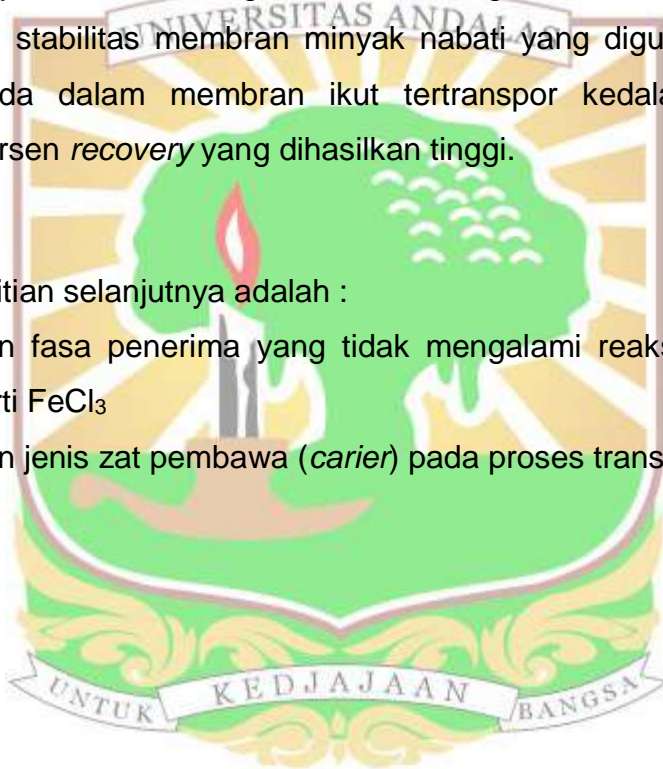 UNIVERSITAS ANDALAS
stabilitas membran minyak nabati yang digu
da dalam membran ikut tertranspor kedala
rsen recovery yang dihasilkan tinggi.
itian selanjutnya adalah :
n fasa penerima yang tidak mengalami reaks
rti FeCl₃
n jenis zat pembawa (carier) pada proses trans
UNTUK KEDJAJAAN BANGSA